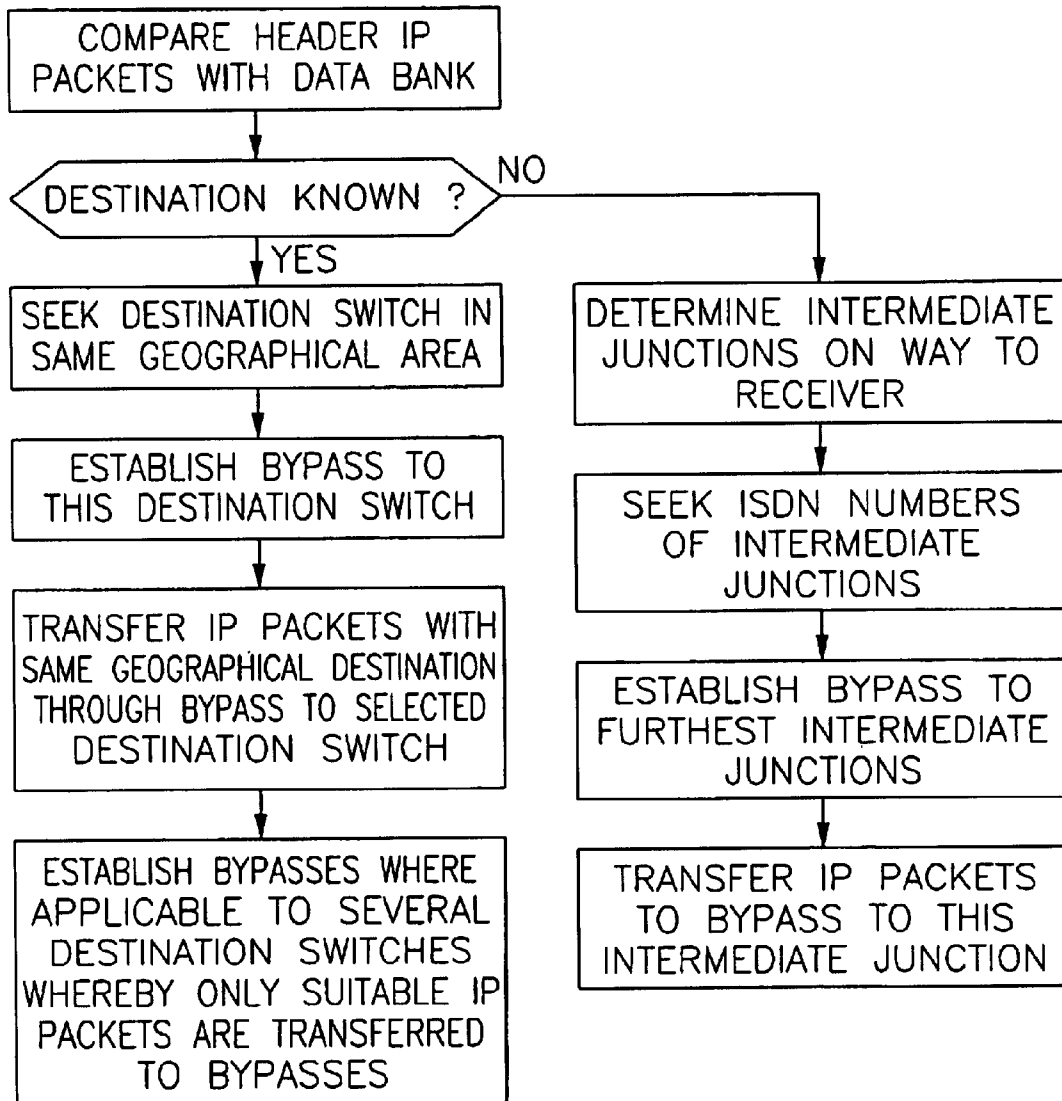 COMPARE HEADER IP
PACKETS WITH DATA BANK
DESTINATION KNOWN ?
NO
YES
SEEK DESTINATION SWITCH IN
SAME GEOGRAPHICAL AREA
ESTABLISH BYPASS TO
THIS DESTINATION SWITCH
TRANSFER IP PACKETS WITH
SAME GEOGRAPHICAL DESTINATION
THROUGH BYPASS TO SELECTED
DESTINATION SWITCH
ESTABLISH BYPASSES WHERE
APPLICABLE TO SEVERAL
DESTINATION SWITCHES
WHEREBY ONLY SUITABLE IP
PACKETS ARE TRANSFERRED
TO BYPASSES
DETERMINE INTERMEDIATE
JUNCTIONS ON WAY TO
RECEIVER
SEEK ISDN NUMBERS
OF INTERMEDIATE
JUNCTIONS
ESTABLISH BYPASS TO
FURTHEST INTERMEDIATE
JUNCTIONS
TRANSFER IP PACKETS
TO BYPASS TO THIS
INTERMEDIATE JUNCTION